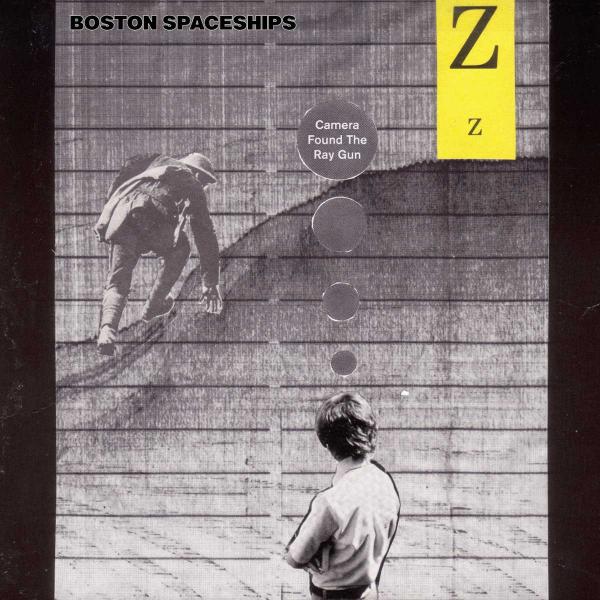 BOSTON SPACESHIPS
Z
z
Camera
Found The
Ray Gun